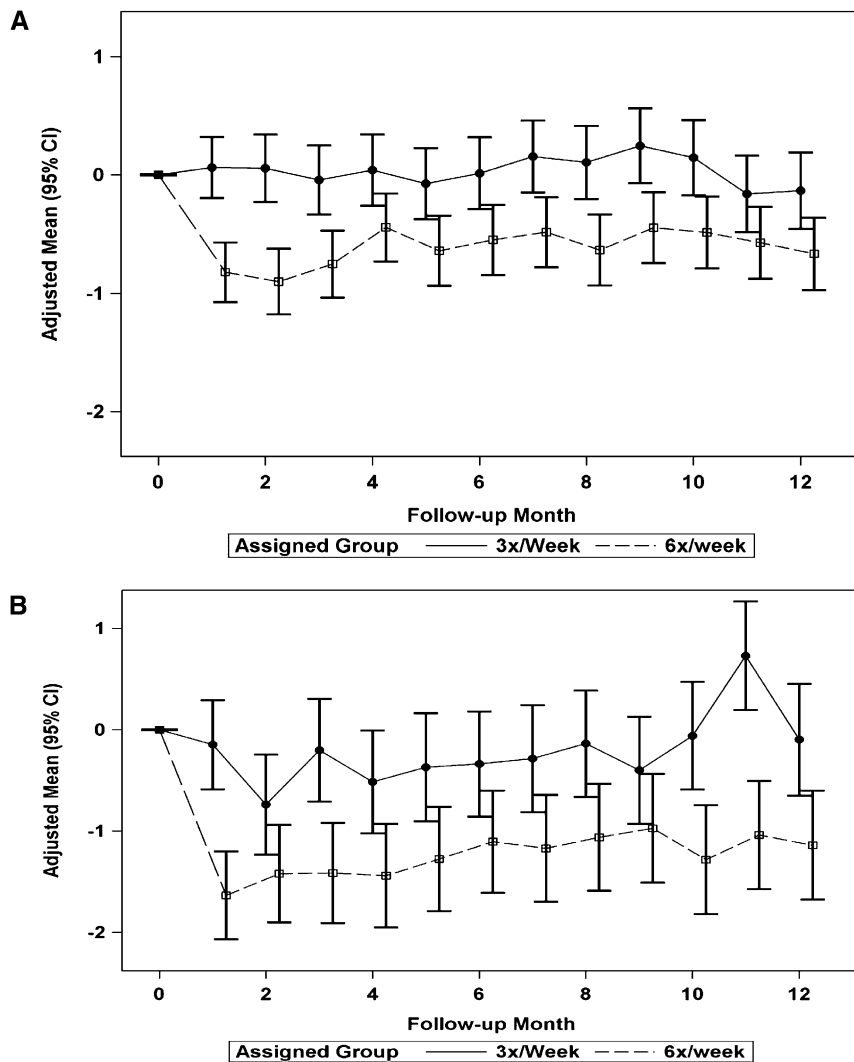 A
1
0
-1
-2
Adjusted Mean (95% CI)
0 2 4 6 8 10 12
Follow-up Month
Assigned Group 3x/Week 6x/week
B
1
0
-1
-2
Adjusted Mean (95% CI)
0 2 4 6 8 10 12
Follow-up Month
Assigned Group 3x/Week 6x/week